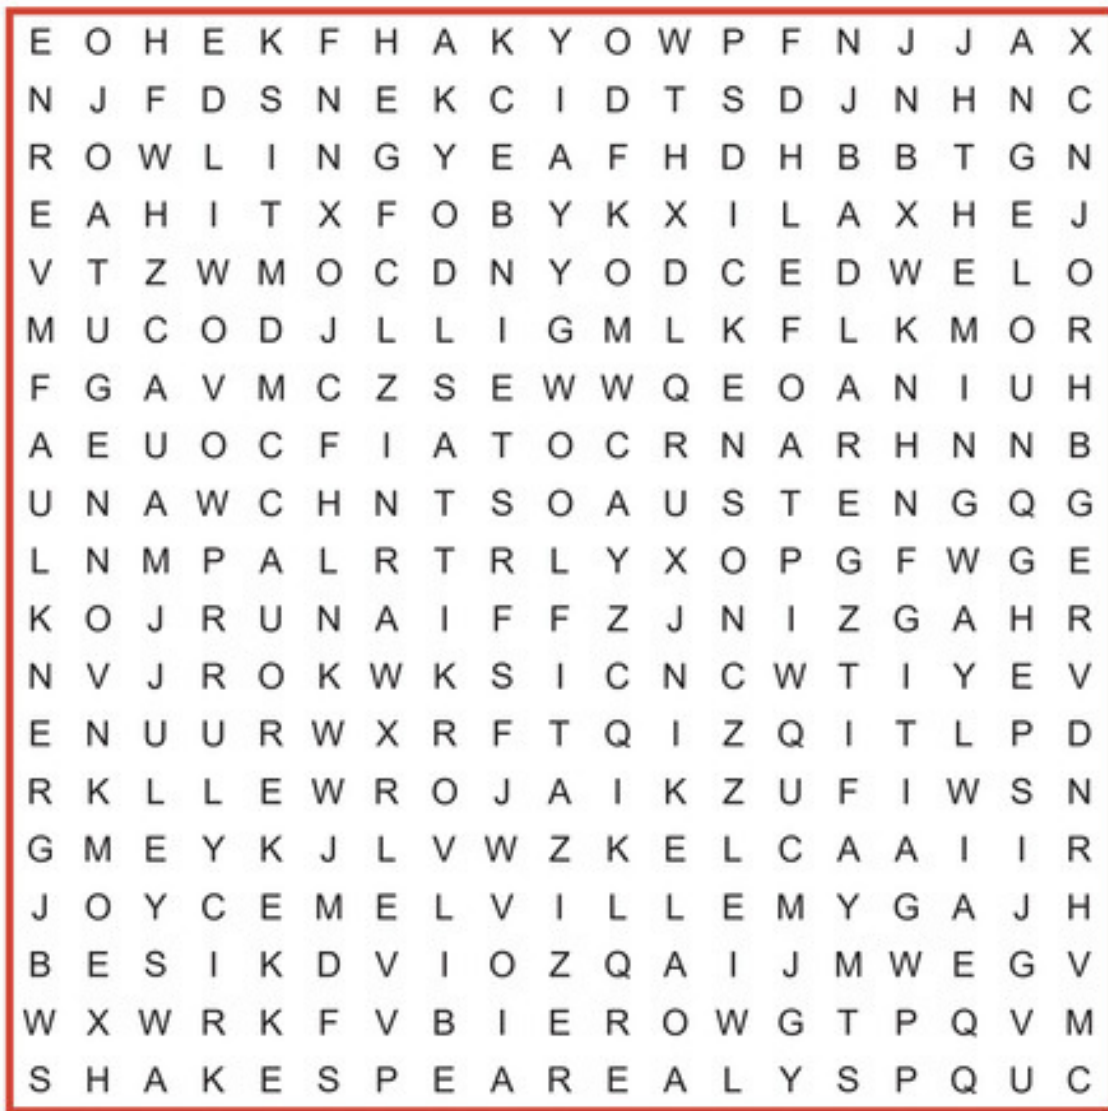 E O H E K F H A K Y O W P F N J J A X
N J F D S N E K C I D T S D J N H N C
R O W L I N G Y E A F H D H B B T G N
E A H I T X F O B Y K X I L A X H E J
V T Z W M O C D N Y O D C E D W E L O
M U C O D J L L I G M L K F L K M O R
F G A V M C Z S E W W Q E O A N I U H
A E U O C F I A T O C R N A R H N N B
U N A W C H N T S O A U S T E N G Q G
L N M P A L R T R L Y X O P G F W G E
K O J R U N A I F F Z J N I Z G A H R
N V J R O K W K S I C N C W T I Y E V
E N U U R W X R F T Q I Z Q I T L P D
R K L L E W R O J A I K Z U F I W S N
G M E Y K J L V W Z K E L C A A I I R
J O Y C E M E L V I L L E M Y G A J H
B E S I K D V I O Z Q A I J M W E G V
W X W R K F V B I E R O W G T P Q V M
S H A K E S P E A R E A L Y S P Q U C